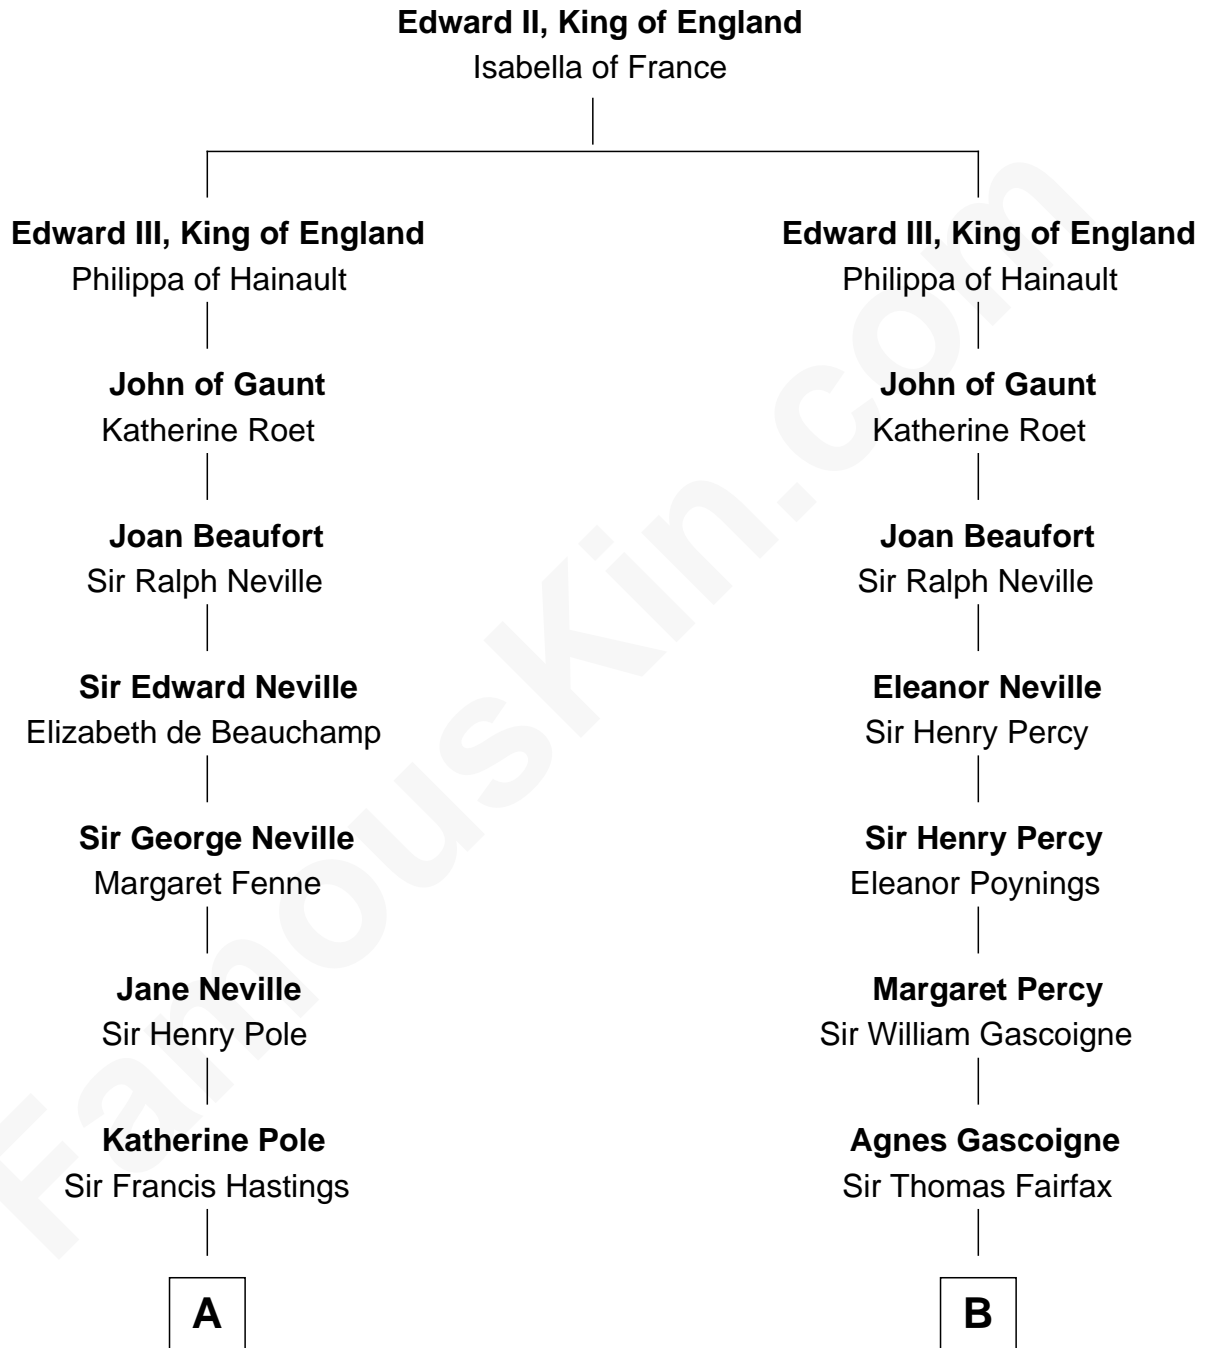 Edward II, King of England
Isabella of France
Edward III, King of England
Philippa of Hainault
John of Gaunt
Katherine Roet
Joan Beaufort
Sir Ralph Neville
Sir Edward Neville
Elizabeth de Beauchamp
Sir George Neville
Margaret Fenne
Jane Neville
Sir Henry Pole
Katherine Pole
Sir Francis Hastings
A
Edward III, King of England
Philippa of Hainault
John of Gaunt
Katherine Roet
Joan Beaufort
Sir Ralph Neville
Eleanor Neville
Sir Henry Percy
Sir Henry Percy
Eleanor Poynings
Margaret Percy
Sir William Gascoigne
Agnes Gascoigne
Sir Thomas Fairfax
B
FamousKin.com